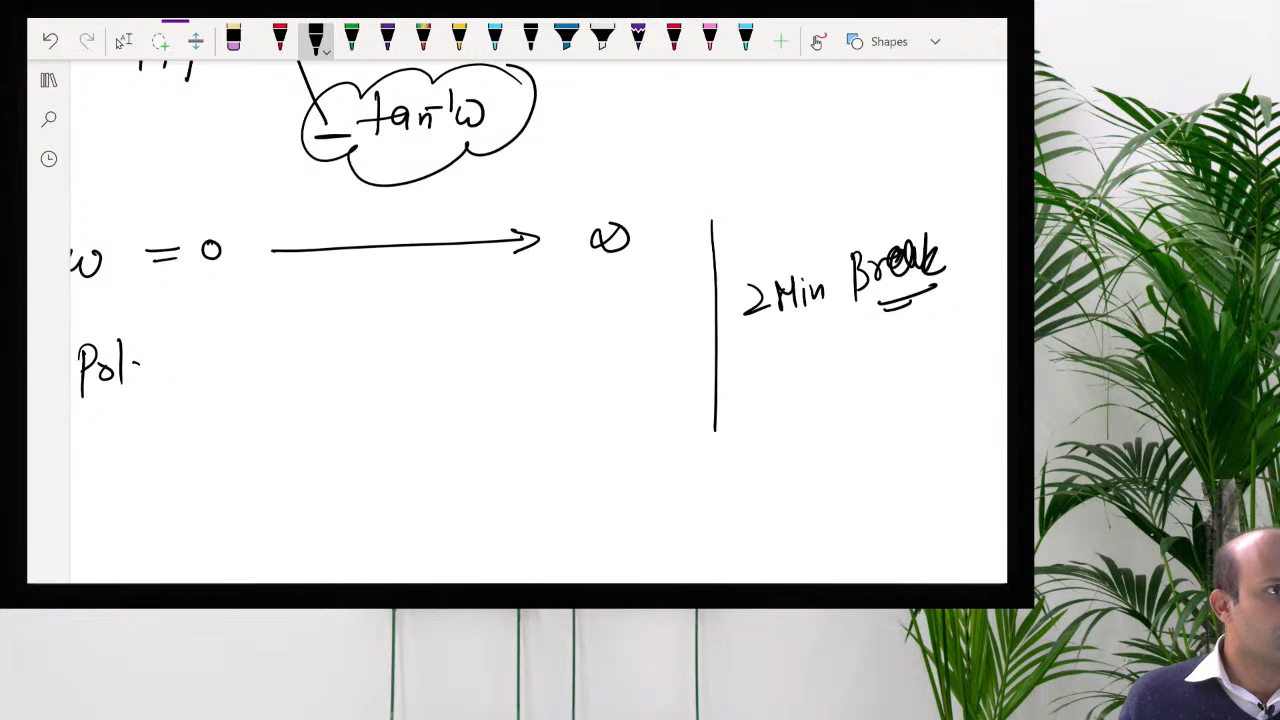 Shapes
– tan⁻¹ω
ω = 0 → ∞
2 Min Break
Pol